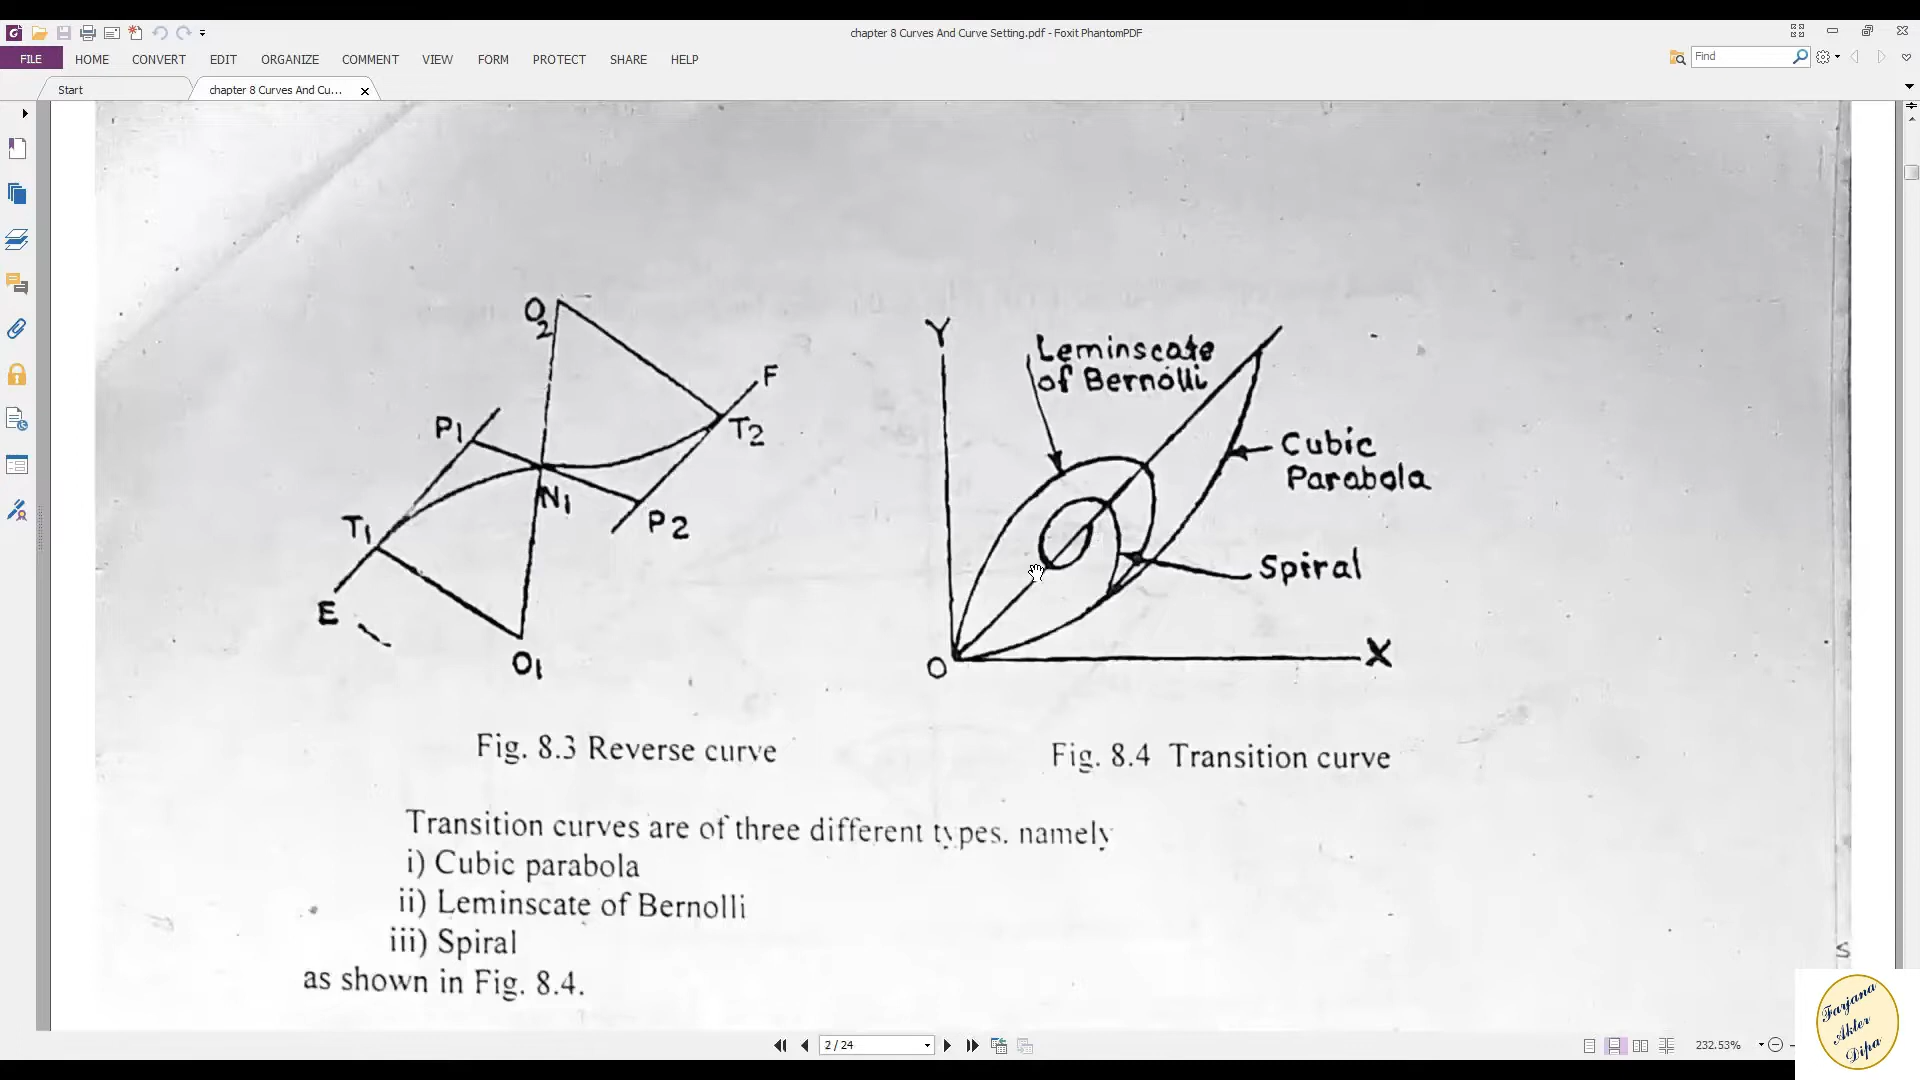 chapter 8 Curves And Curve Setting.pdf - Foxit PhantomPDF
FILE HOME CONVERT EDIT ORGANIZE COMMENT VIEW FORM PROTECT SHARE HELP
Find
Start
chapter 8 Curves And Cu...
O2
F
P1
T2
N1
T1
P2
E
O1
Y
Leminscate
of Bernolli
Cubic
Parabola
Spiral
O
X
Fig. 8.3 Reverse curve
Fig. 8.4 Transition curve
Transition curves are of three different types. namely
i) Cubic parabola
ii) Leminscate of Bernolli
iii) Spiral
as shown in Fig. 8.4.
s
Farjana
Akter
Dipa
2 / 24
232.53%